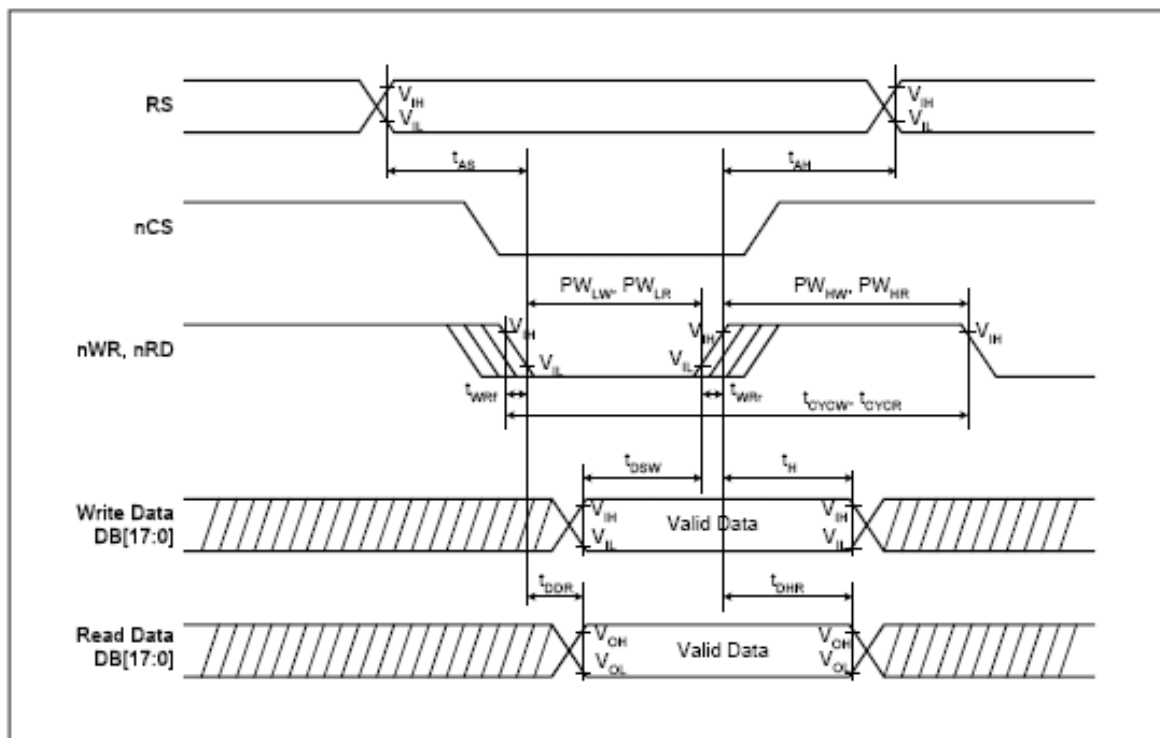 RS
V_IH
V_IL
V_IH
V_IL
t_AS
t_AH
nCS
PW_LW, PW_LR
PW_HW, PW_HR
nWR, nRD
V_IH
V_IL
V_IH
V_IL
V_IH
t_WRf
t_WRr
t_CYCW, t_CYCR
t_DSW
t_H
Write Data
DB[17:0]
V_IH
V_IL
Valid Data
V_IH
V_IL
t_DDR
t_DHR
Read Data
DB[17:0]
V_OH
V_OL
Valid Data
V_OH
V_OL